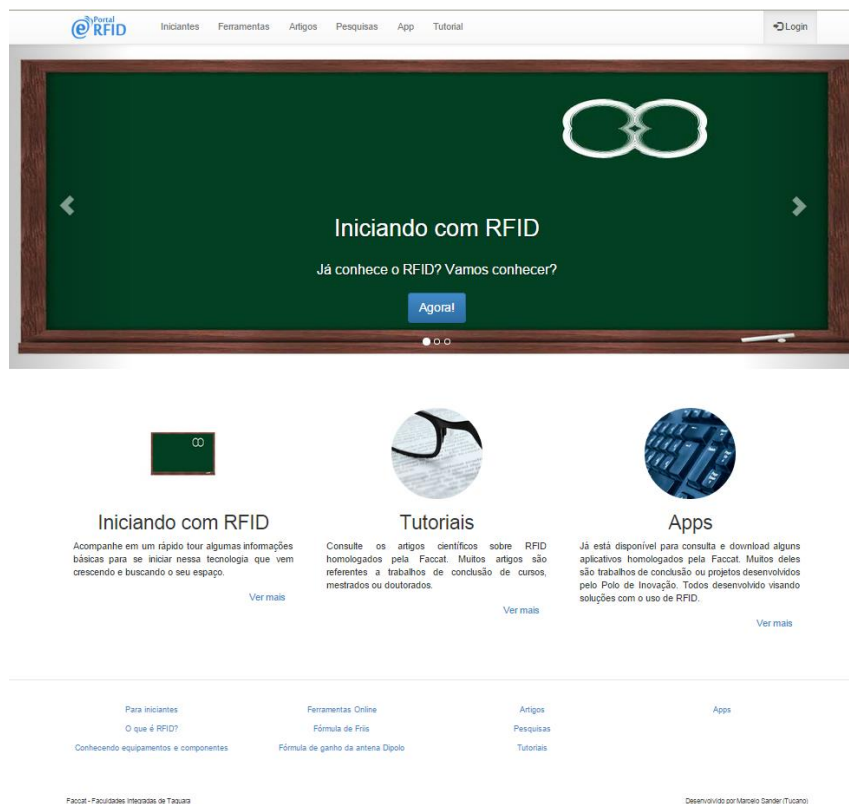 Portal
RFID
Iniciantes Ferramentas Artigos Pesquisas App Tutorial Login
Iniciando com RFID
Já conhece o RFID? Vamos conhecer?
Agora!
Iniciando com RFID
Acompanhe em um rápido tour algumas informações
básicas para se iniciar nessa tecnologia que vem
crescendo e buscando o seu espaço.
Ver mais
Tutoriais
Consulte os artigos científicos sobre RFID
homologados pela Faccat. Muitos artigos são
referentes a trabalhos de conclusão de cursos,
mestrados ou doutorados.
Ver mais
Apps
Já está disponível para consulta e download alguns
aplicativos homologados pela Faccat. Muitos deles
são trabalhos de conclusão ou projetos desenvolvidos
pelo Polo de Inovação. Todos desenvolvido visando
soluções com o uso de RFID.
Ver mais
Para iniciantes Ferramentas Online Artigos Apps
O que é RFID? Fórmula de Friis Pesquisas
Conhecendo equipamentos e componentes Fórmula de ganho da antena Dipolo Tutoriais
Faccat - Faculdades Integradas de Taquara Desenvolvido por Marcelo Sander (Tucano)